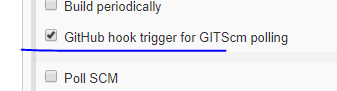 Build periodically
GitHub hook trigger for GITScm polling
Poll SCM